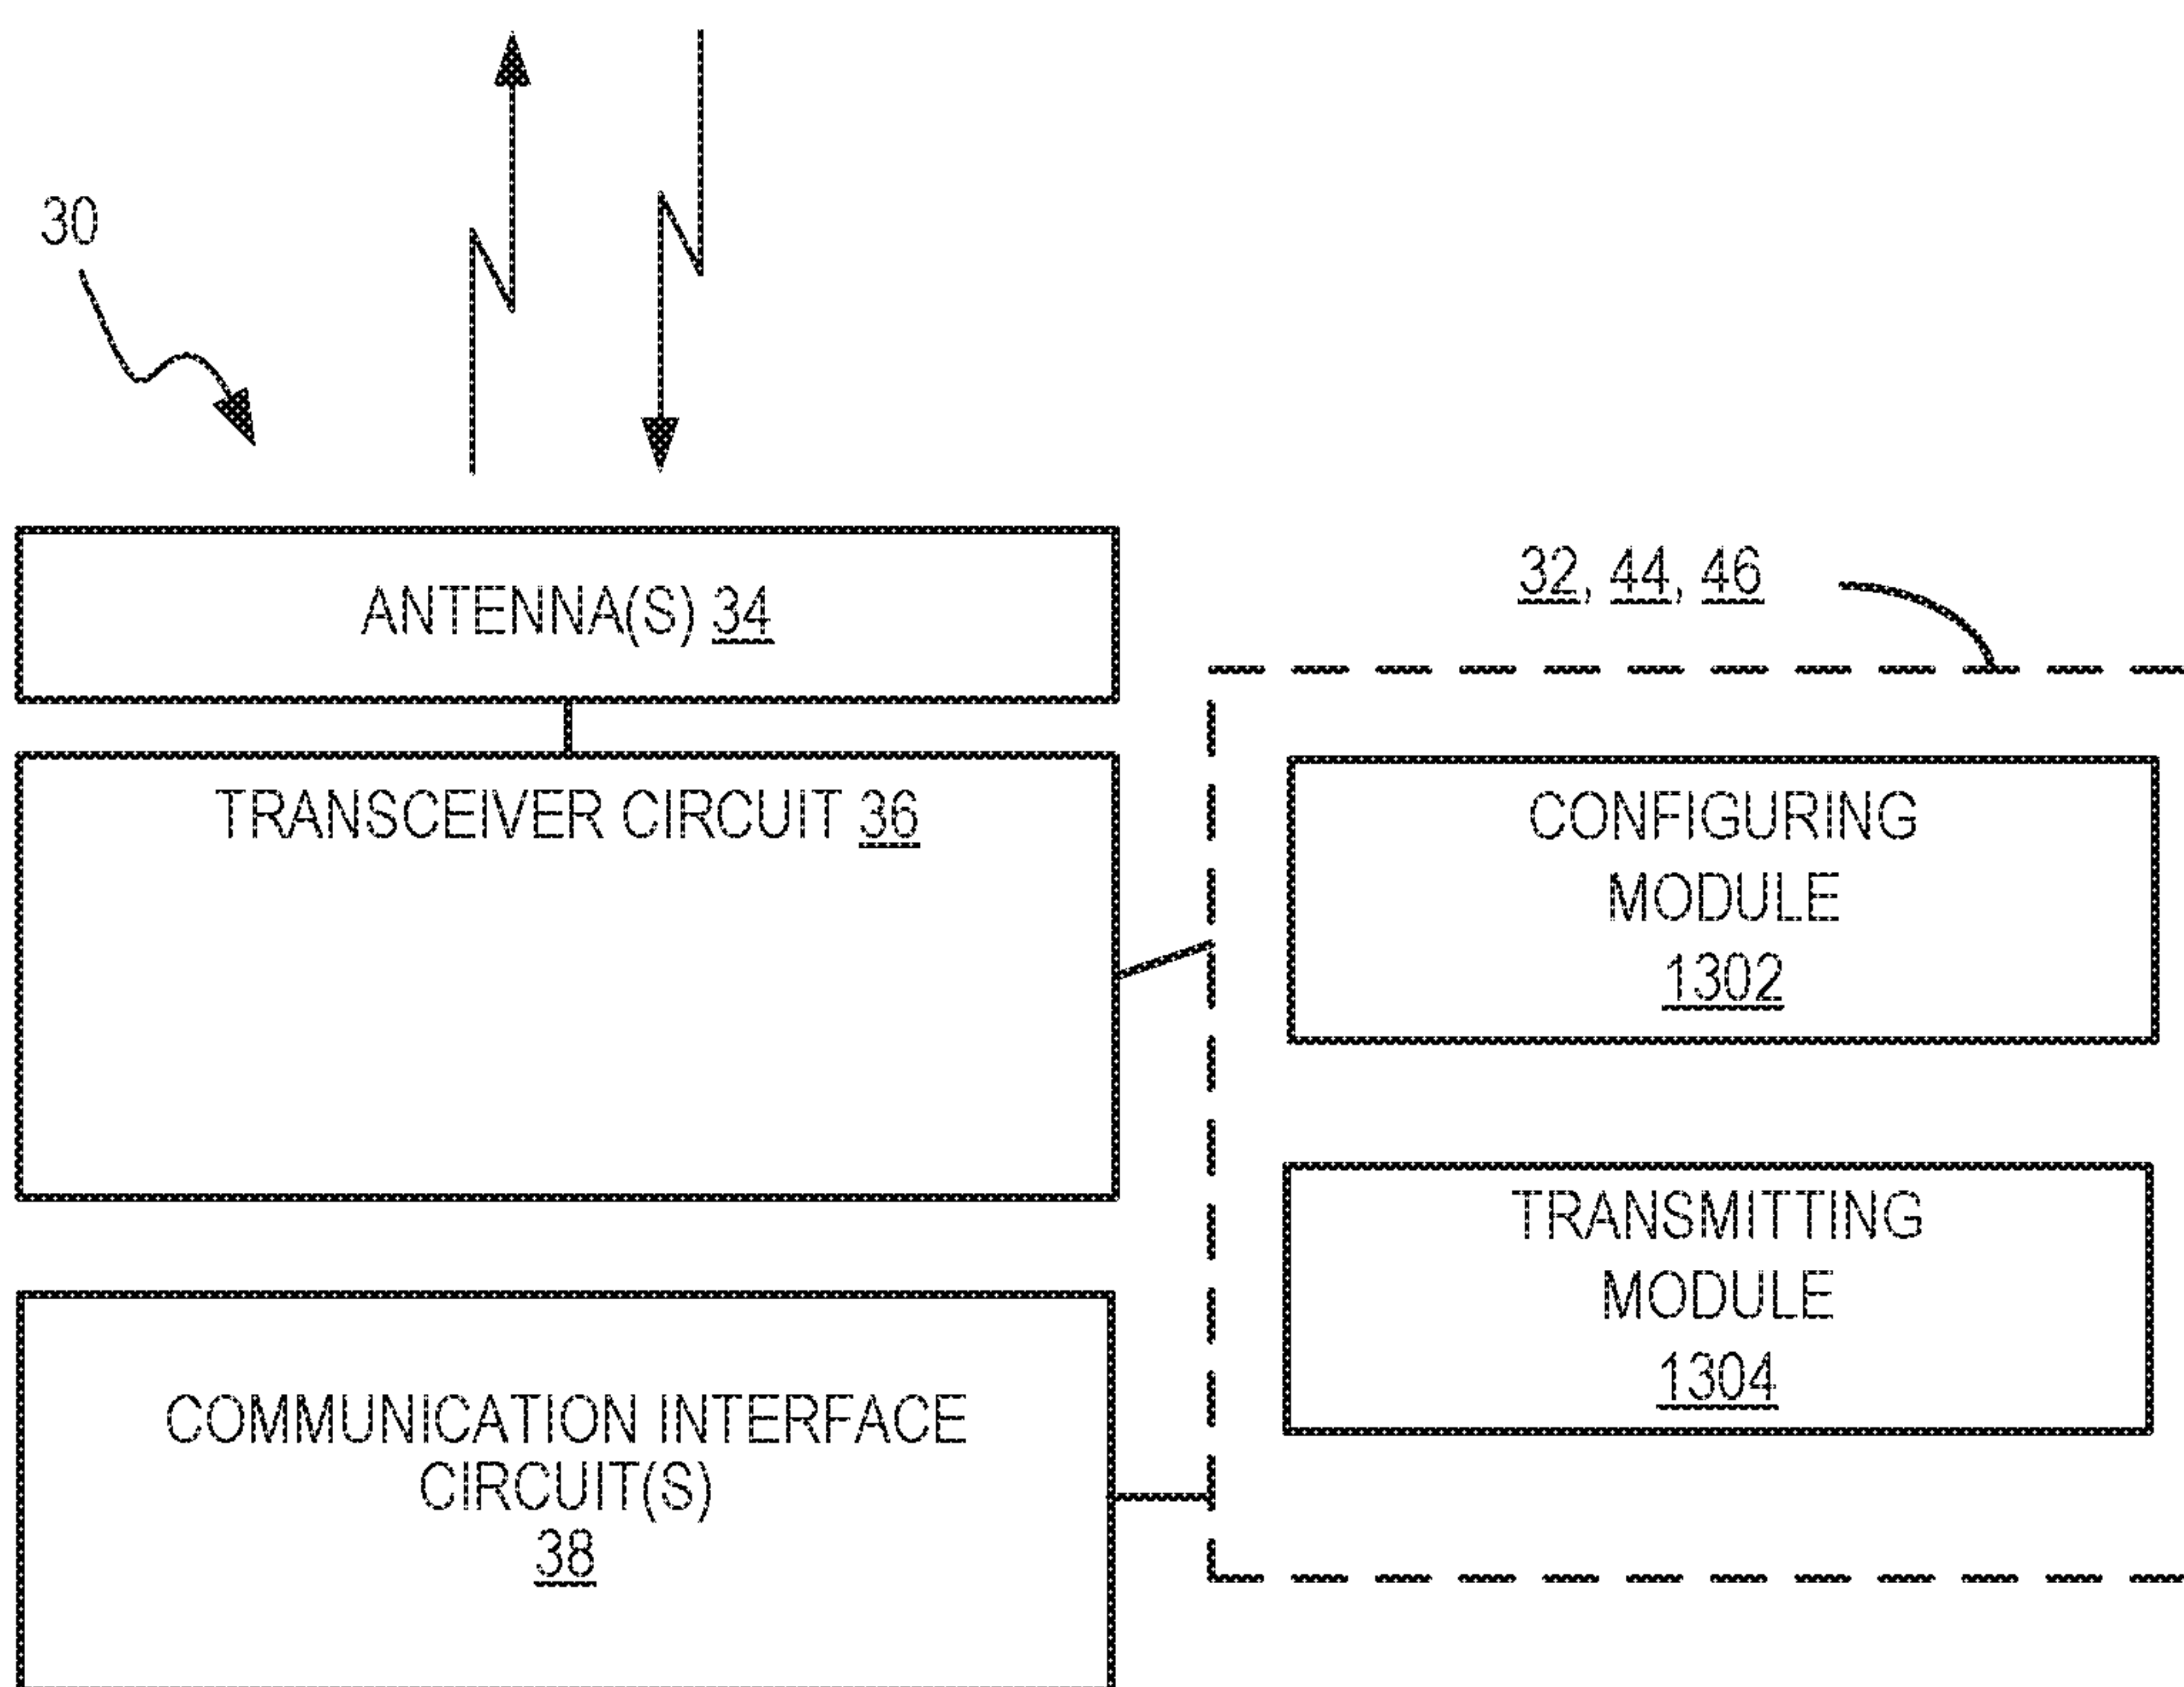 30
ANTENNA(S) 34
32, 44, 46
TRANSCEIVER CIRCUIT 36
CONFIGURING
MODULE
1302
TRANSMITTING
MODULE
1304
COMMUNICATION INTERFACE
CIRCUIT(S)
38